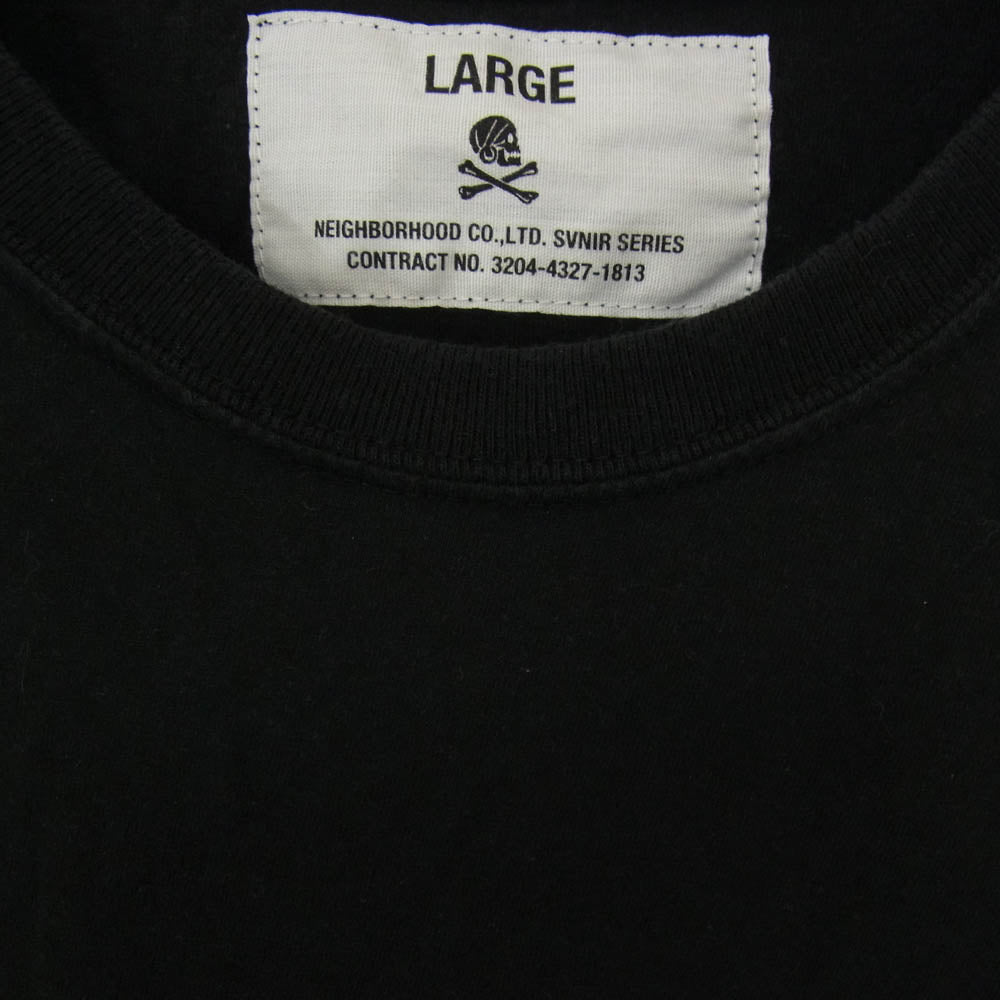 LARGE
NEIGHBORHOOD CO.,LTD. SVNIR SERIES
CONTRACT NO. 3204-4327-1813